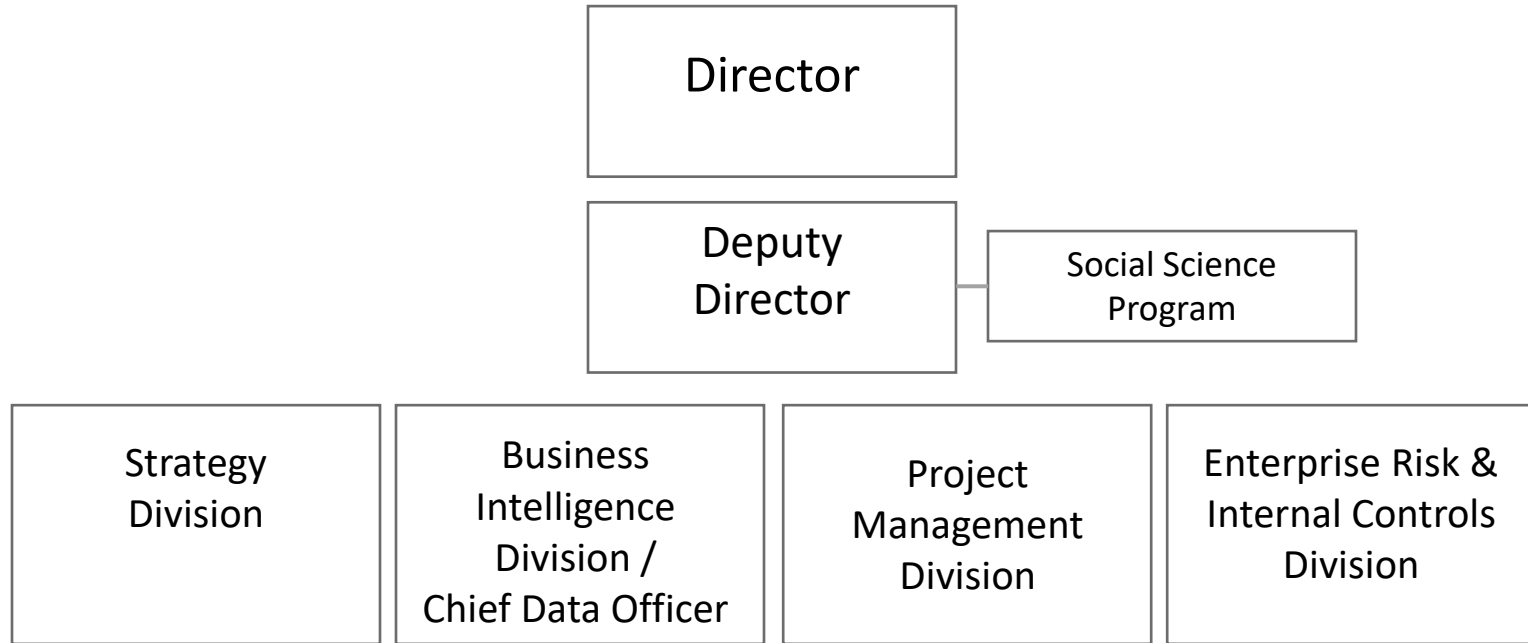 Director
Deputy
Director
Social Science
Program
Strategy
Division
Business
Intelligence
Division /
Chief Data Officer
Project
Management
Division
Enterprise Risk &
Internal Controls
Division